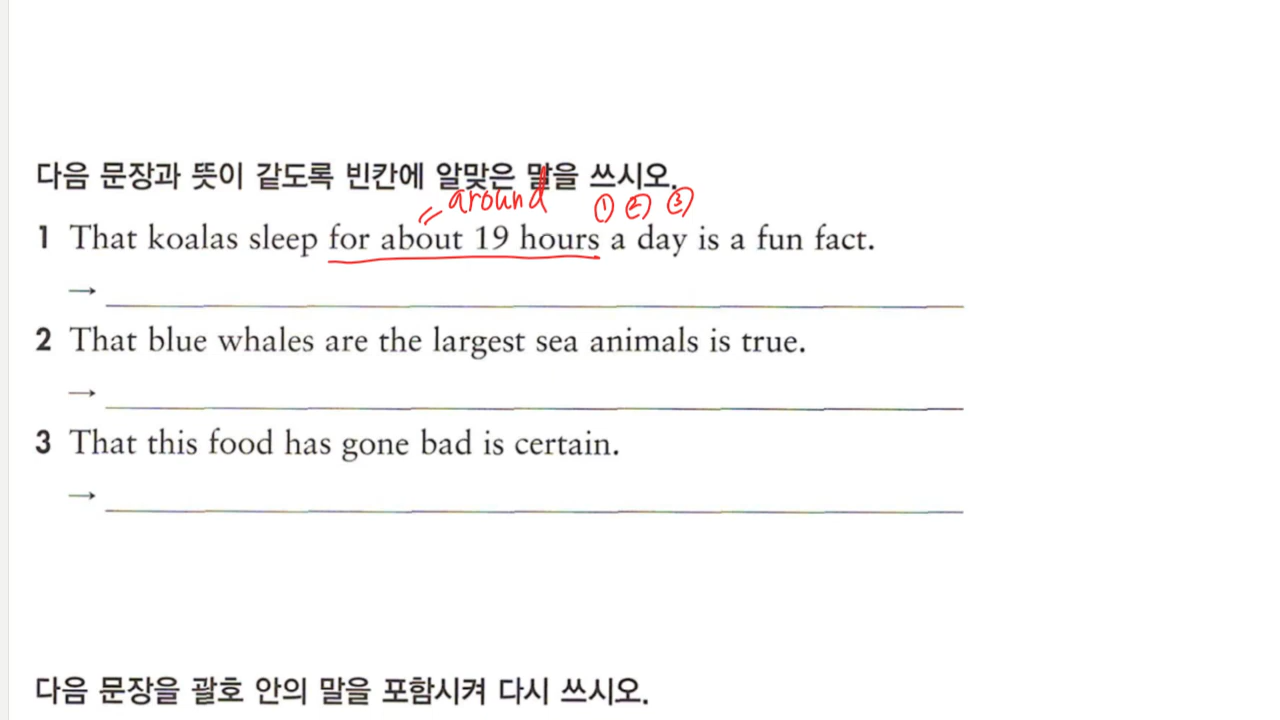 다음 문장과 뜻이 같도록 빈칸에 알맞은 말을 쓰시오.
= around ① ② ③
1 That koalas sleep for about 19 hours a day is a fun fact.
→
2 That blue whales are the largest sea animals is true.
→
3 That this food has gone bad is certain.
→
다음 문장을 괄호 안의 말을 포함시켜 다시 쓰시오.